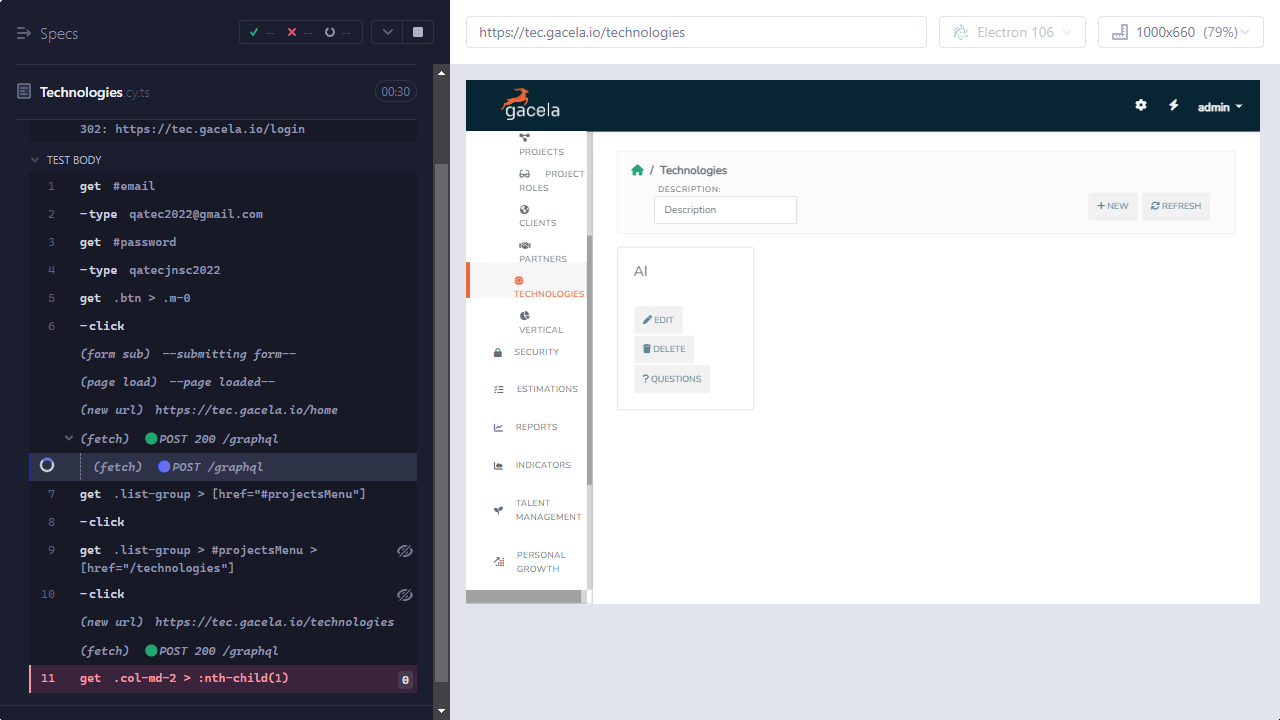 Specs
--
--
--
https://tec.gacela.io/technologies
Electron 106
1000x660 (79%)
Technologies.cy.ts
00:30
302: https://tec.gacela.io/login
TEST BODY
1 get #email
2 -type qatec2022@gmail.com
3 get #password
4 -type qatecjnsc2022
5 get .btn > .m-0
6 -click
(form sub) --submitting form--
(page load) --page loaded--
(new url) https://tec.gacela.io/home
(fetch) POST 200 /graphql
(fetch) POST /graphql
7 get .list-group > [href="#projectsMenu"]
8 -click
9 get .list-group > #projectsMenu >
[href="/technologies"]
10 -click
(new url) https://tec.gacela.io/technologies
(fetch) POST 200 /graphql
11 get .col-md-2 > :nth-child(1) 0
gacela
admin
PROJECTS
PROJECT
ROLES
CLIENTS
PARTNERS
TECHNOLOGIES
VERTICAL
SECURITY
ESTIMATIONS
REPORTS
INDICATORS
TALENT
MANAGEMENT
PERSONAL
GROWTH
/ Technologies
DESCRIPTION:
Description
+ NEW
REFRESH
AI
EDIT
DELETE
? QUESTIONS